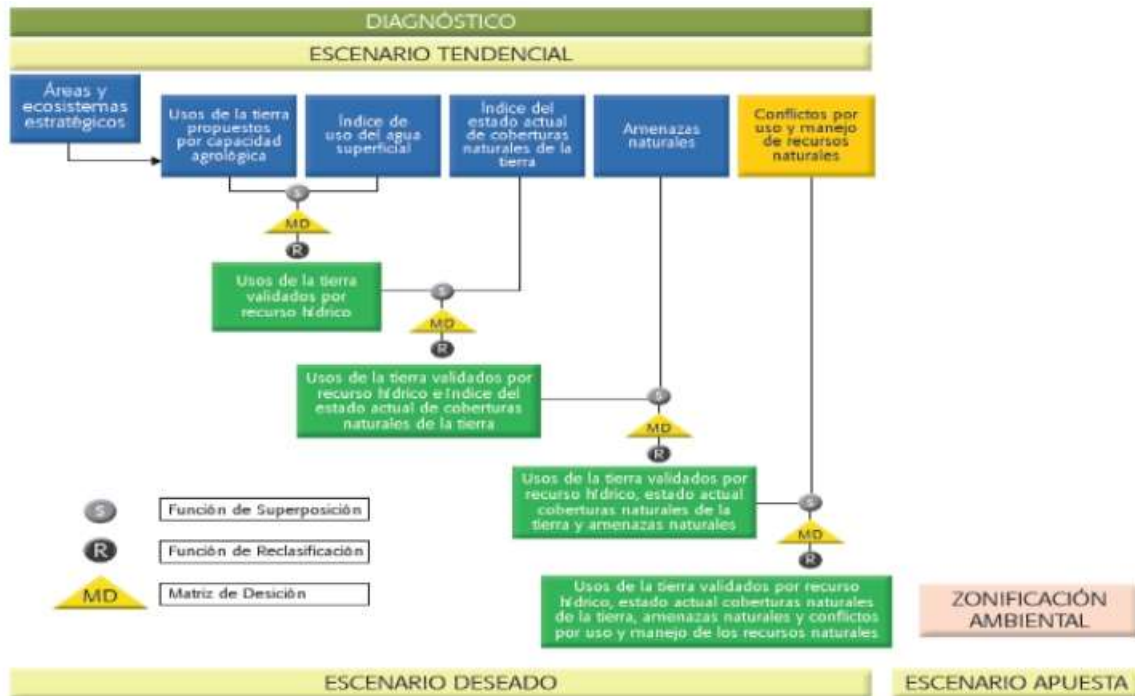 DIAGNÓSTICO
ESCENARIO TENDENCIAL
Áreas y
ecosistemas
estratégicos
Usos de la tierra
propuestos
por capacidad
agrológica
Índice de
uso del agua
superficial
Índice del
estado actual
de coberturas
naturales de la
tierra
Amenazas
naturales
Conflictos por
uso y manejo
de recursos
naturales
S
MD
R
Usos de la tierra
validados por
recurso hídrico
S
MD
R
Usos de la tierra validados por
recurso hídrico e índice del
estado actual de coberturas
naturales de la tierra
S
MD
R
Usos de la tierra validados por
recurso hídrico, estado actual
coberturas naturales de la
tierra y amenazas naturales
S
MD
R
Usos de la tierra validados por recurso
hídrico, estado actual coberturas naturales
de la tierra, amenazas naturales y conflictos
por uso y manejo de los recursos naturales
S
Función de Superposición
R
Función de Reclasificación
MD
Matriz de Desición
ZONIFICACIÓN
AMBIENTAL
ESCENARIO DESEADO
ESCENARIO APUESTA